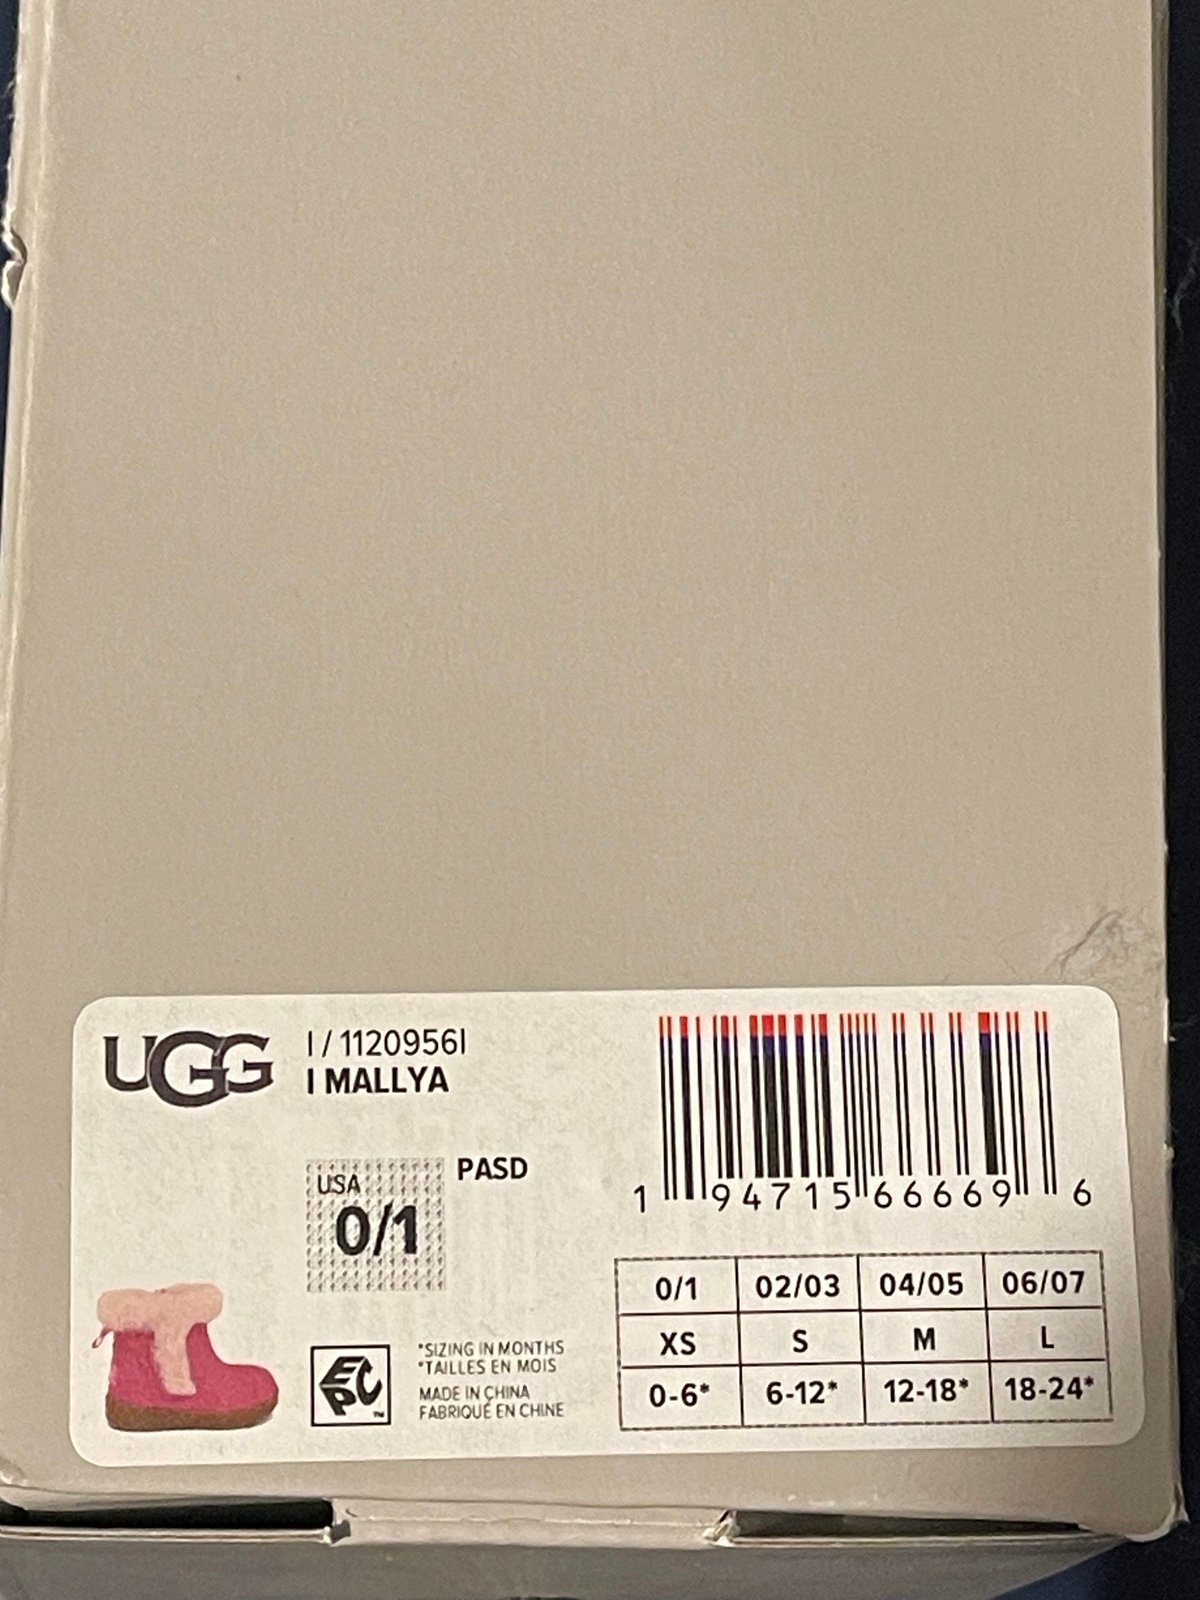 UGG
I / 1120956I
I MALLYA
USA
0/1
PASD
1 94715 66669 6
0/1 02/03 04/05 06/07
XS S M L
0-6* 6-12* 12-18* 18-24*
EPC™
*SIZING IN MONTHS
*TAILLES EN MOIS
MADE IN CHINA
FABRIQUÉ EN CHINE